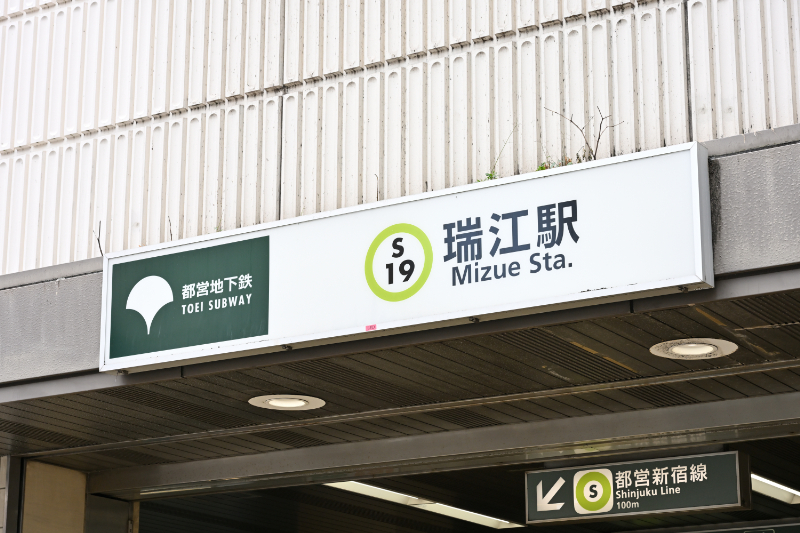 都営地下鉄
TOEI SUBWAY
S
19
瑞江駅
Mizue Sta.
S
都営新宿線
Shinjuku Line
100m